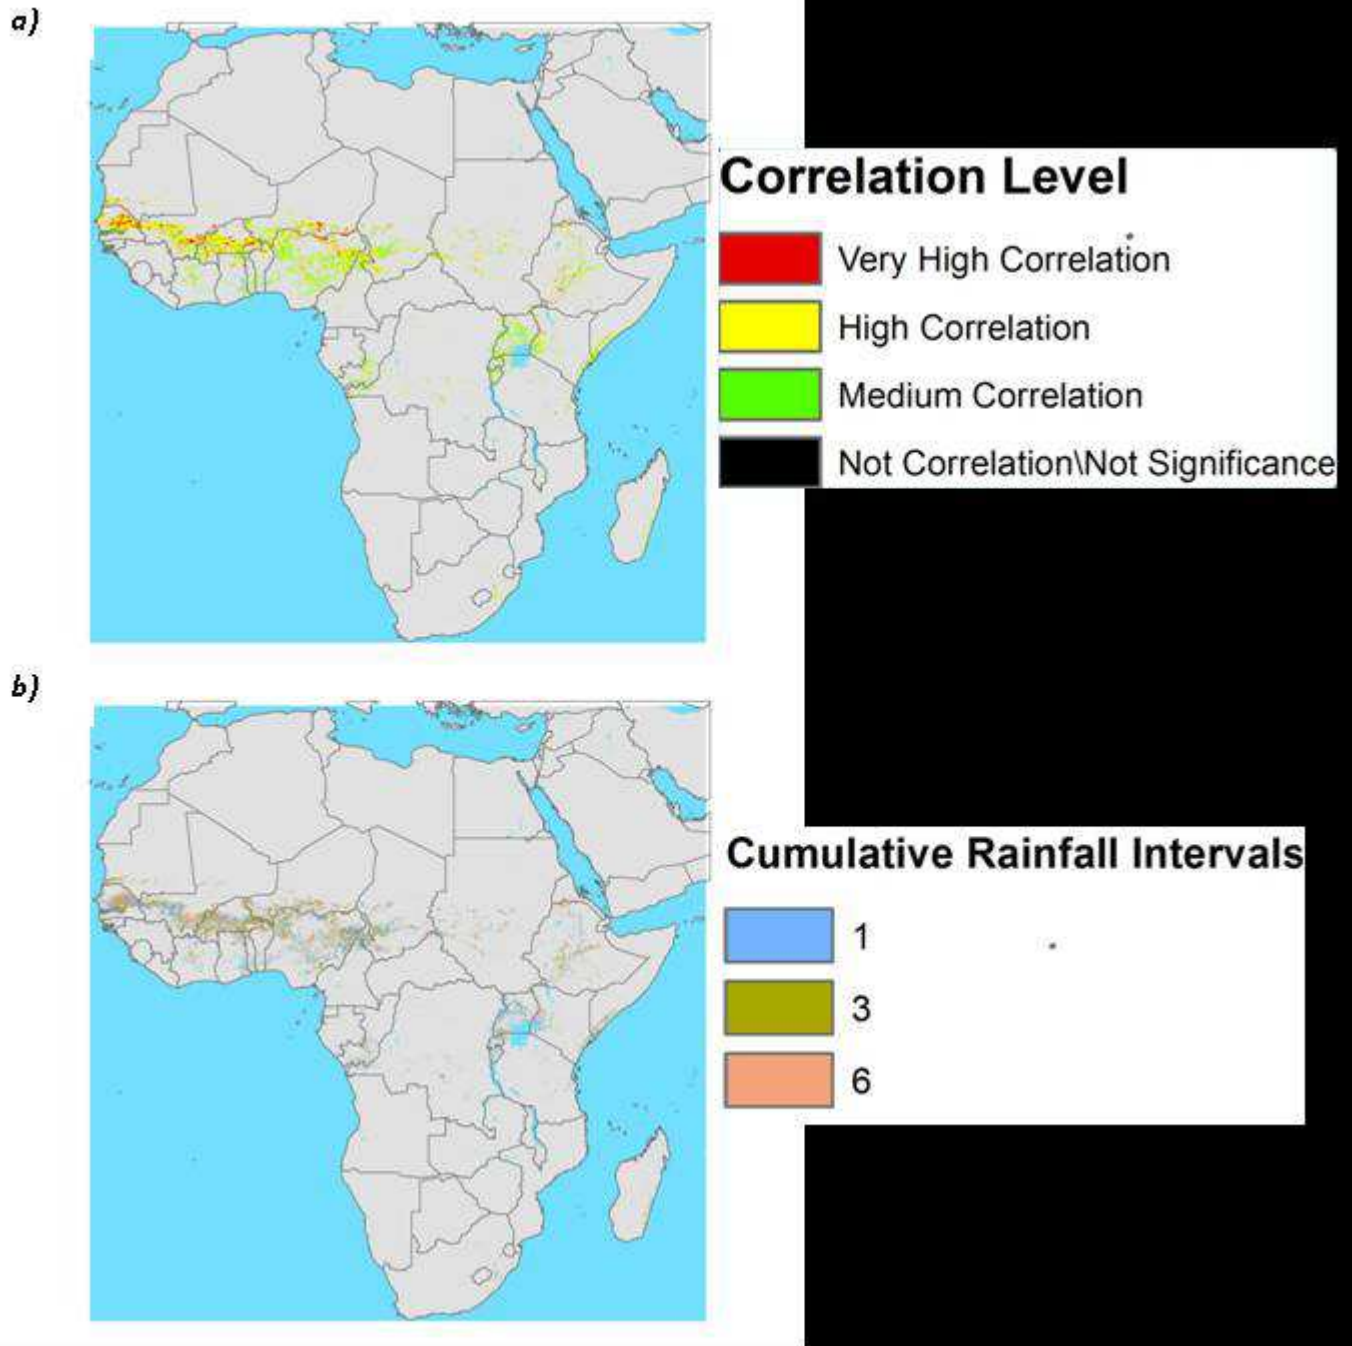 a)
Correlation Level
Very High Correlation
High Correlation
Medium Correlation
Not Correlation\Not Significance
b)
Cumulative Rainfall Intervals
1
3
6